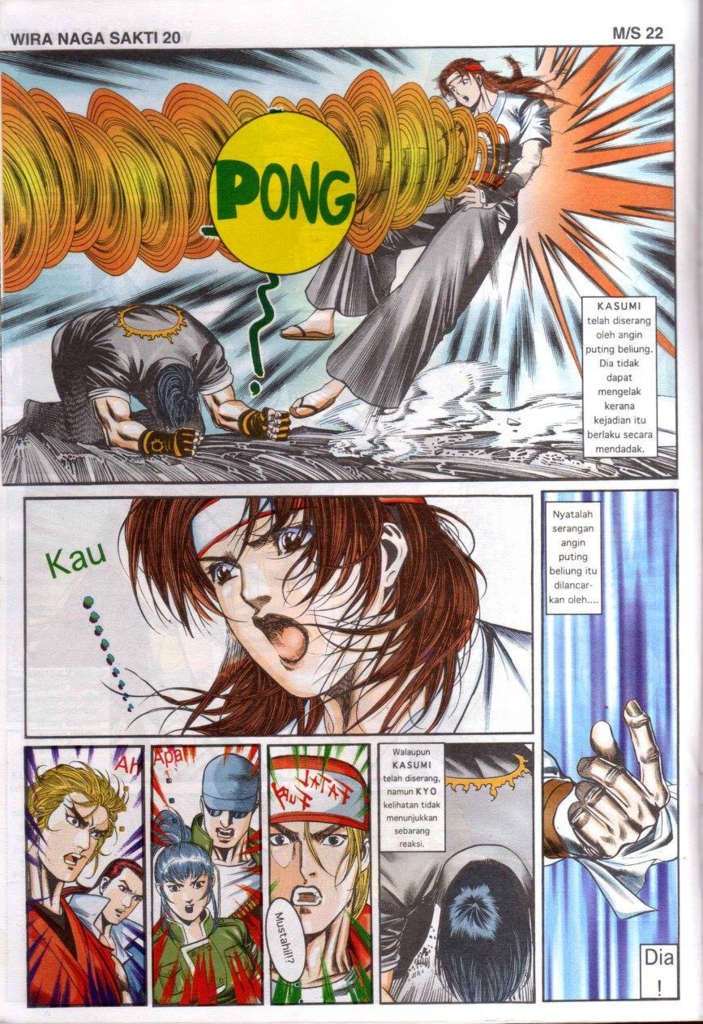 WIRA NAGA SAKTI 20
M/S 22
PONG
KASUMI
telah diserang
oleh angin
puting beliung.
Dia tidak
dapat
mengelak
kerana
kejadian itu
berlaku secara
mendadak.
Kau
Nyatalah
serangan
angin
puting
beliung itu
dilancar-
kan oleh....
Ah
Apa
Mustahil!?
Walaupun
KASUMI
telah diserang,
namun KYO
kelihatan tidak
menunjukkan
sebarang
reaksi.
Dia
!